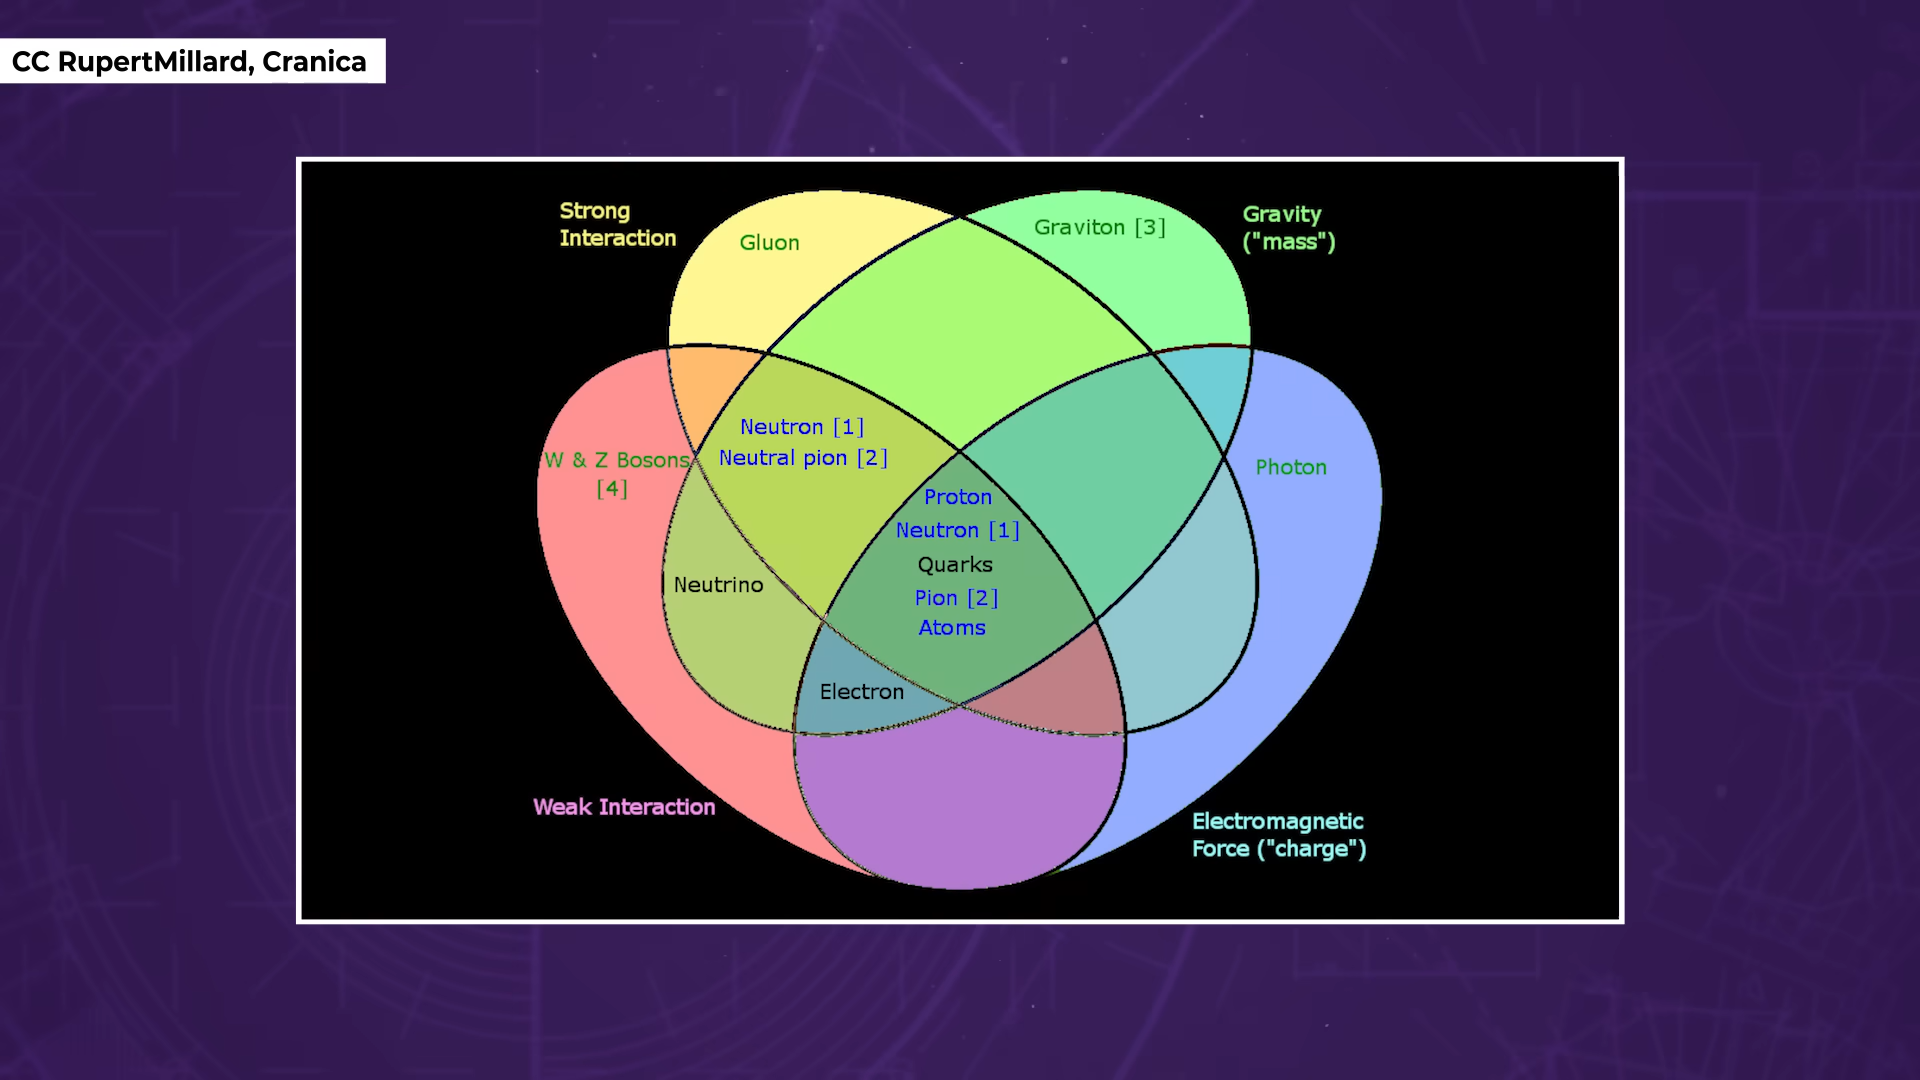 CC RupertMillard, Cranica
Strong
Interaction
Gluon
Graviton [3]
Gravity
("mass")
Neutron [1]
Neutral pion [2]
W & Z Bosons
[4]
Photon
Proton
Neutron [1]
Quarks
Pion [2]
Atoms
Neutrino
Electron
Weak Interaction
Electromagnetic
Force ("charge")